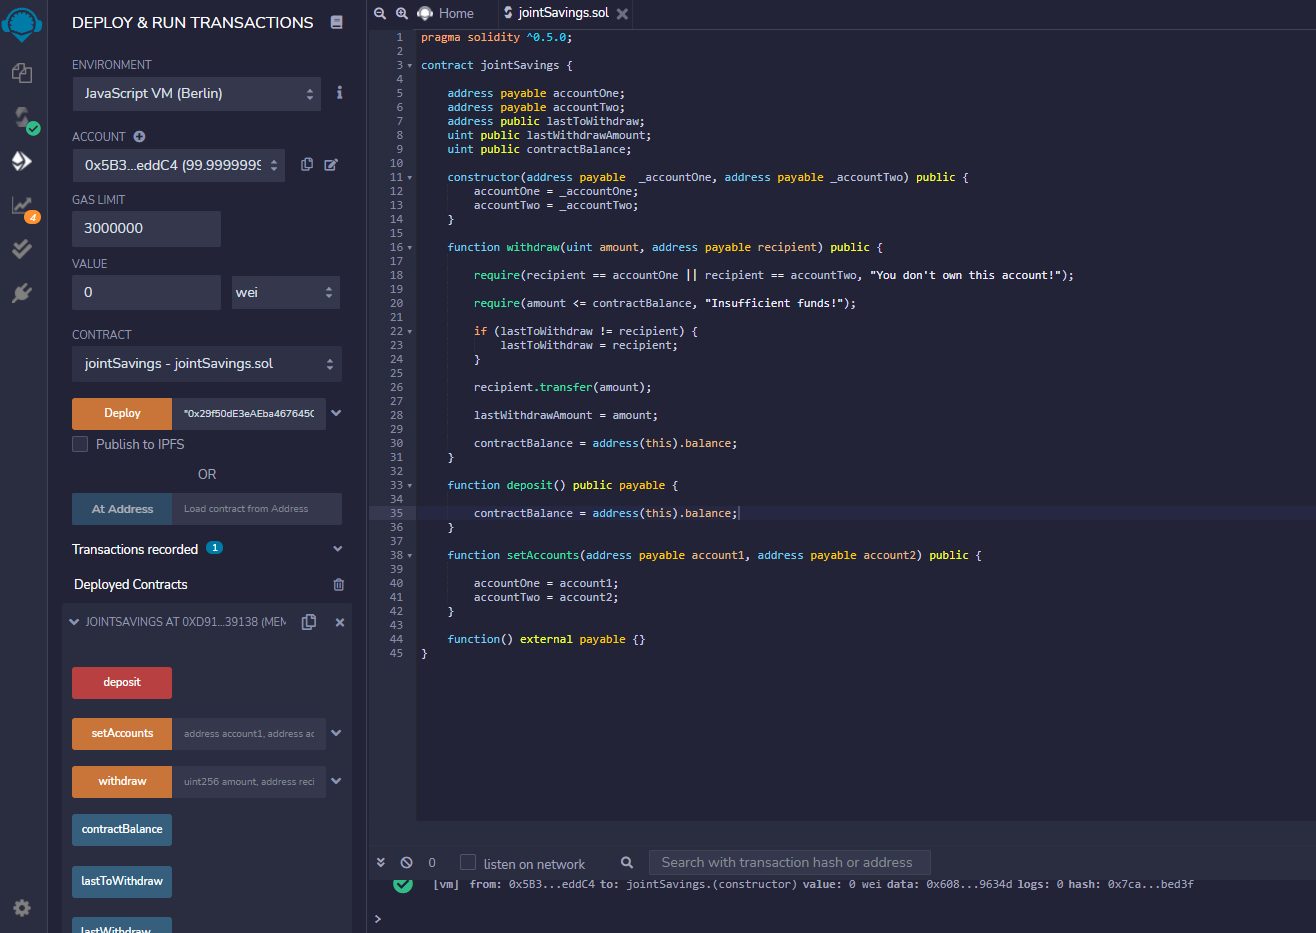 DEPLOY & RUN TRANSACTIONS
ENVIRONMENT
JavaScript VM (Berlin)
ACCOUNT
0x5B3...eddC4 (99.9999999
GAS LIMIT
3000000
VALUE
0
wei
CONTRACT
jointSavings - jointSavings.sol
Deploy
"0x29f50dE3eAEba467645C
Publish to IPFS
OR
At Address
Load contract from Address
Transactions recorded 1
Deployed Contracts
JOINTSAVINGS AT 0XD91...39138 (MEM
deposit
setAccounts
address account1, address ac
withdraw
uint256 amount, address reci
contractBalance
lastToWithdraw
lastWithdraw
4
Home
jointSavings.sol
1 pragma solidity ^0.5.0;
2
3 contract jointSavings {
4
5 address payable accountOne;
6 address payable accountTwo;
7 address public lastToWithdraw;
8 uint public lastWithdrawAmount;
9 uint public contractBalance;
10
11 constructor(address payable  _accountOne, address payable _accountTwo) public {
12 accountOne = _accountOne;
13 accountTwo = _accountTwo;
14 }
15
16 function withdraw(uint amount, address payable recipient) public {
17
18 require(recipient == accountOne || recipient == accountTwo, "You don't own this account!");
19
20 require(amount <= contractBalance, "Insufficient funds!");
21
22 if (lastToWithdraw != recipient) {
23 lastToWithdraw = recipient;
24 }
25
26 recipient.transfer(amount);
27
28 lastWithdrawAmount = amount;
29
30 contractBalance = address(this).balance;
31 }
32
33 function deposit() public payable {
34
35 contractBalance = address(this).balance;
36 }
37
38 function setAccounts(address payable account1, address payable account2) public {
39
40 accountOne = account1;
41 accountTwo = account2;
42 }
43
44 function() external payable {}
45 }
0
listen on network
Search with transaction hash or address
[vm] from: 0x5B3...eddC4 to: jointSavings.(constructor) value: 0 wei data: 0x608...9634d logs: 0 hash: 0x7ca...bed3f
>